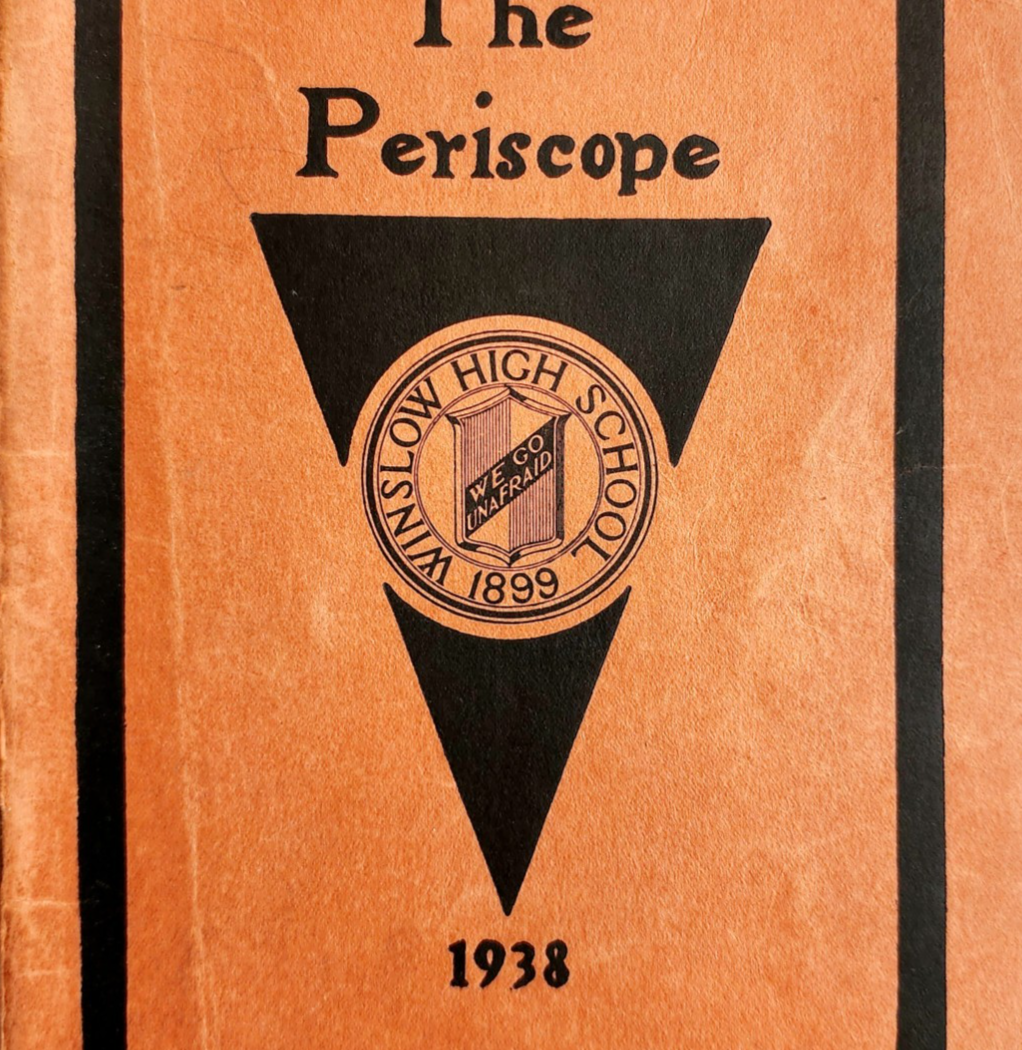 The
Periscope
WINSLOW HIGH SCHOOL
WE GO
UNAFRAID
1899
1938